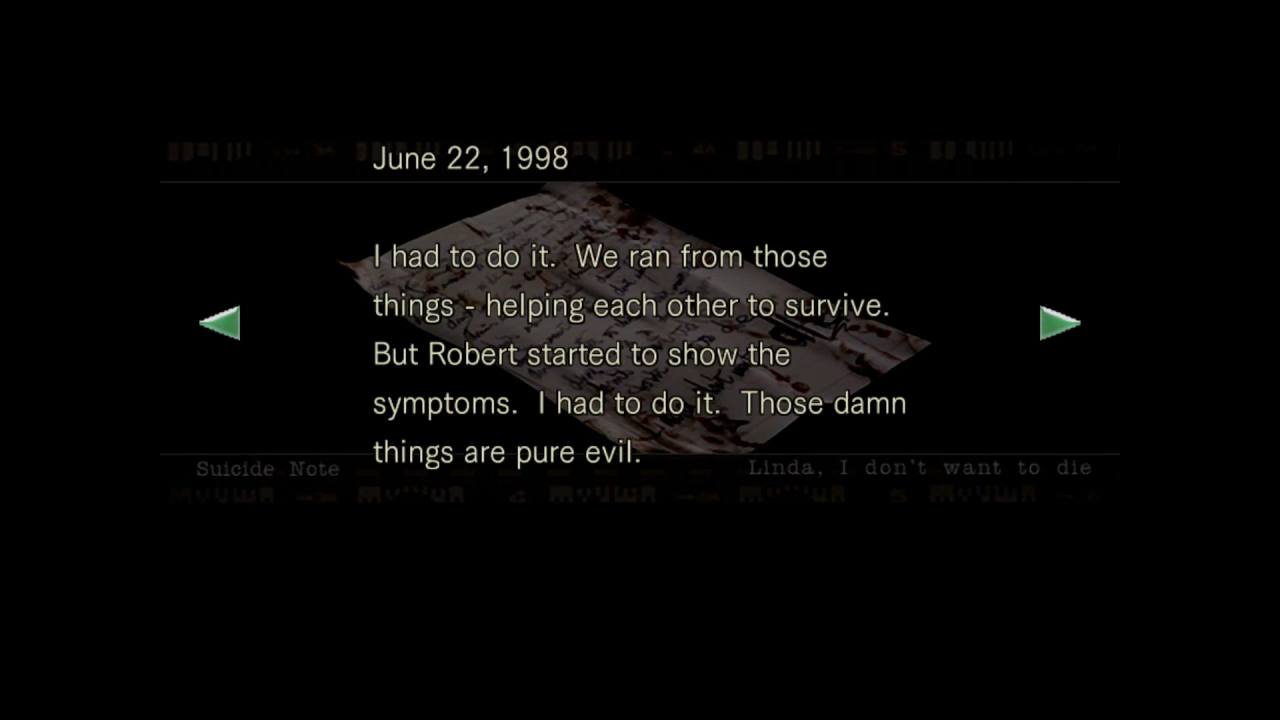 June 22, 1998
I had to do it.  We ran from those
things - helping each other to survive.
But Robert started to show the
symptoms.  I had to do it.  Those damn
things are pure evil.
Suicide Note
Linda, I don't want to die